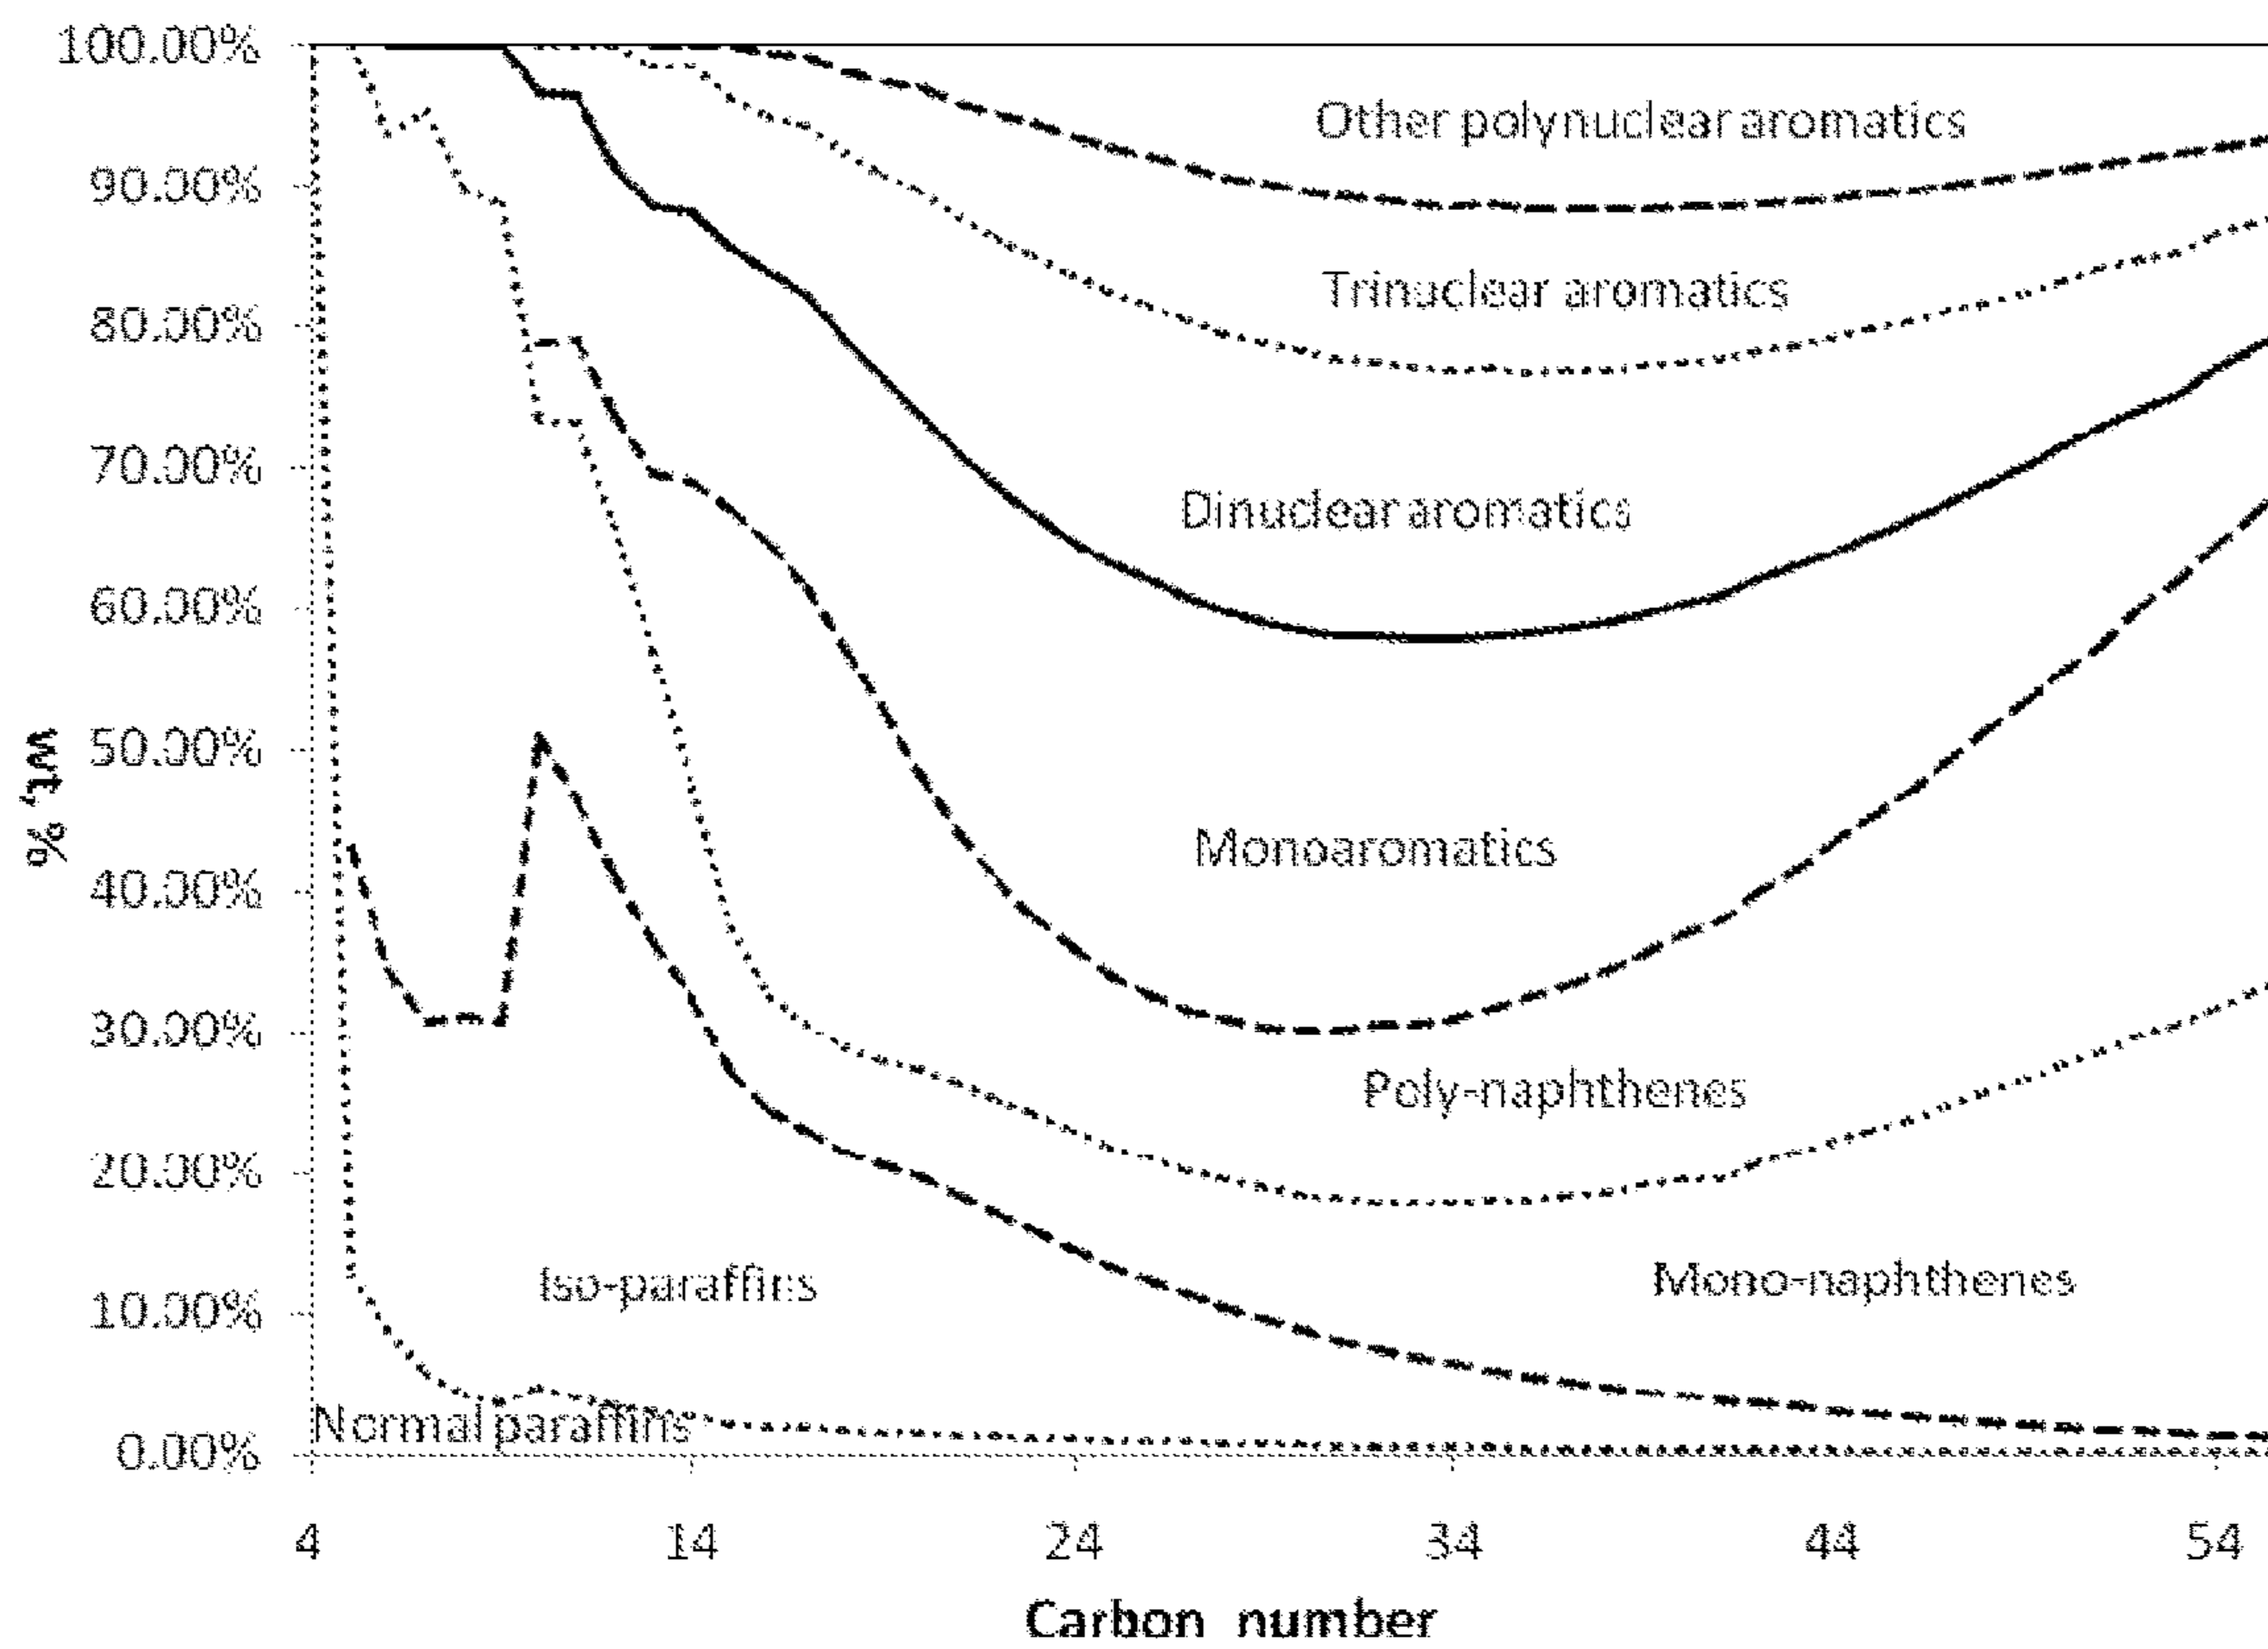 100.00%
90.00%
80.00%
70.00%
60.00%
50.00%
40.00%
30.00%
20.00%
10.00%
0.00%
wt, %
Other polynuclear aromatics
Trinuclear aromatics
Dinuclear aromatics
Monoaromatics
Poly-naphthenes
Mono-naphthenes
Iso-paraffins
Normal paraffins
4 14 24 34 44 54
Carbon number